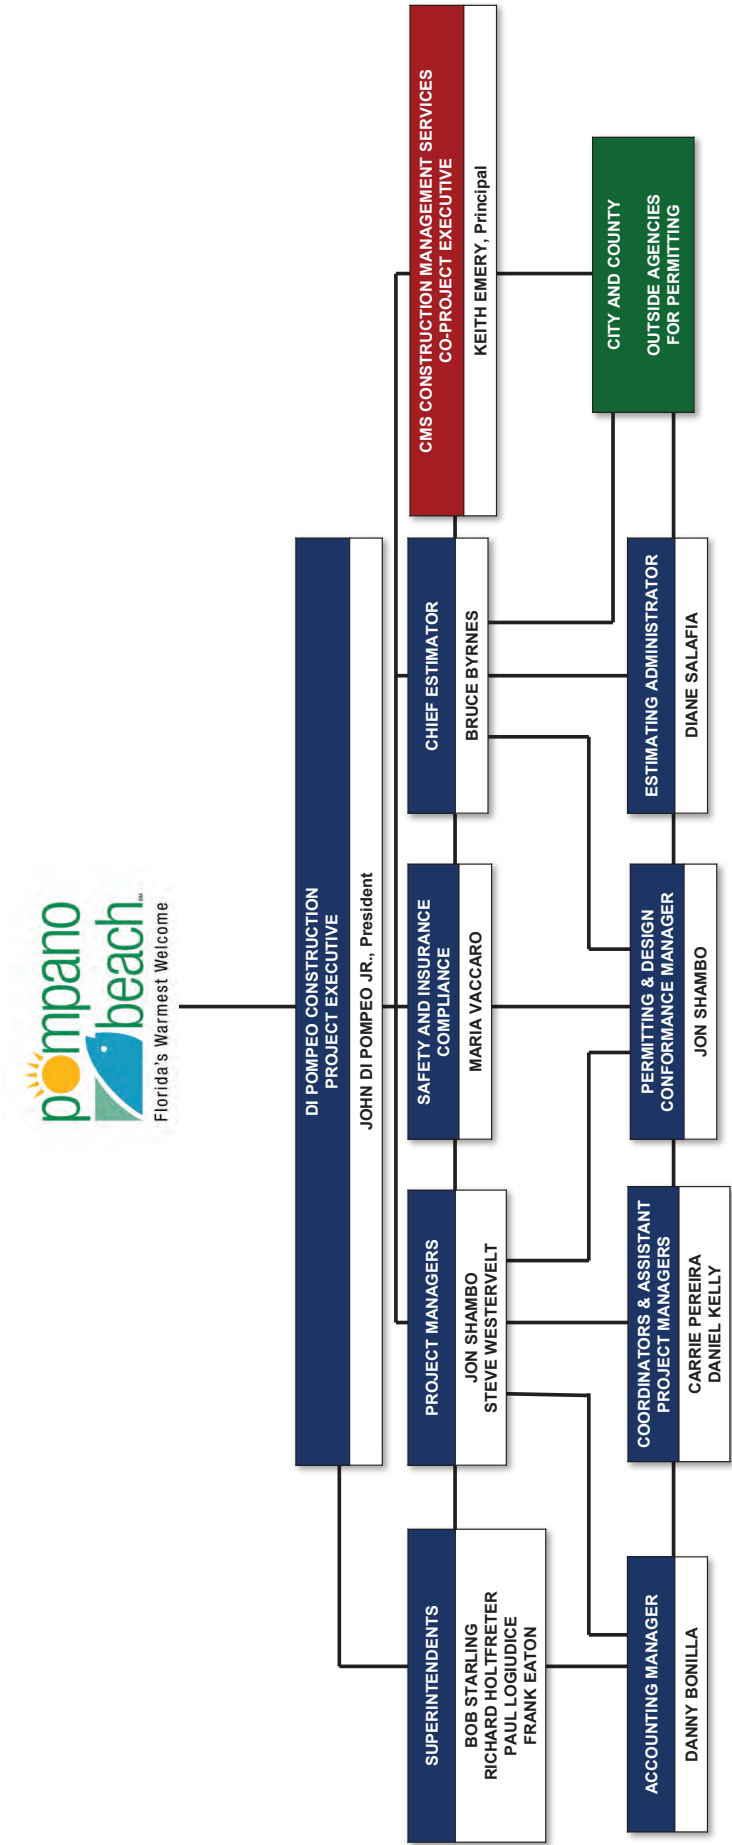 pompano
beach
SM
Florida's Warmest Welcome
DI POMPEO CONSTRUCTION
PROJECT EXECUTIVE
JOHN DI POMPEO JR., President
SUPERINTENDENTS
BOB STARLING
RICHARD HOLTFRETER
PAUL LOGIUDICE
FRANK EATON
PROJECT MANAGERS
JON SHAMBO
STEVE WESTERVELT
SAFETY AND INSURANCE
COMPLIANCE
MARIA VACCARO
CHIEF ESTIMATOR
BRUCE BYRNES
CMS CONSTRUCTION MANAGEMENT SERVICES
CO-PROJECT EXECUTIVE
KEITH EMERY, Principal
ACCOUNTING MANAGER
DANNY BONILLA
COORDINATORS & ASSISTANT
PROJECT MANAGERS
CARRIE PEREIRA
DANIEL KELLY
PERMITTING & DESIGN
CONFORMANCE MANAGER
JON SHAMBO
ESTIMATING ADMINISTRATOR
DIANE SALAFIA
CITY AND COUNTY
OUTSIDE AGENCIES
FOR PERMITTING